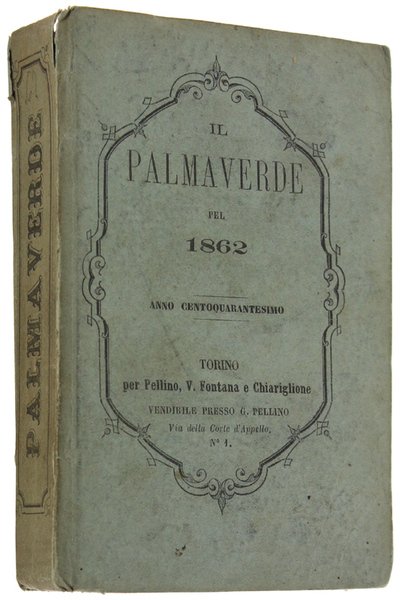 PALMAVERDE
IL
PALMAVERDE
PEL
1862
ANNO CENTOQUARANTESIMO
TORINO
per Pellino, V. Fontana e Chiariglione
VENDIBILE PRESSO G. PELLINO
Via della Corte d'Appello,
N° 1.